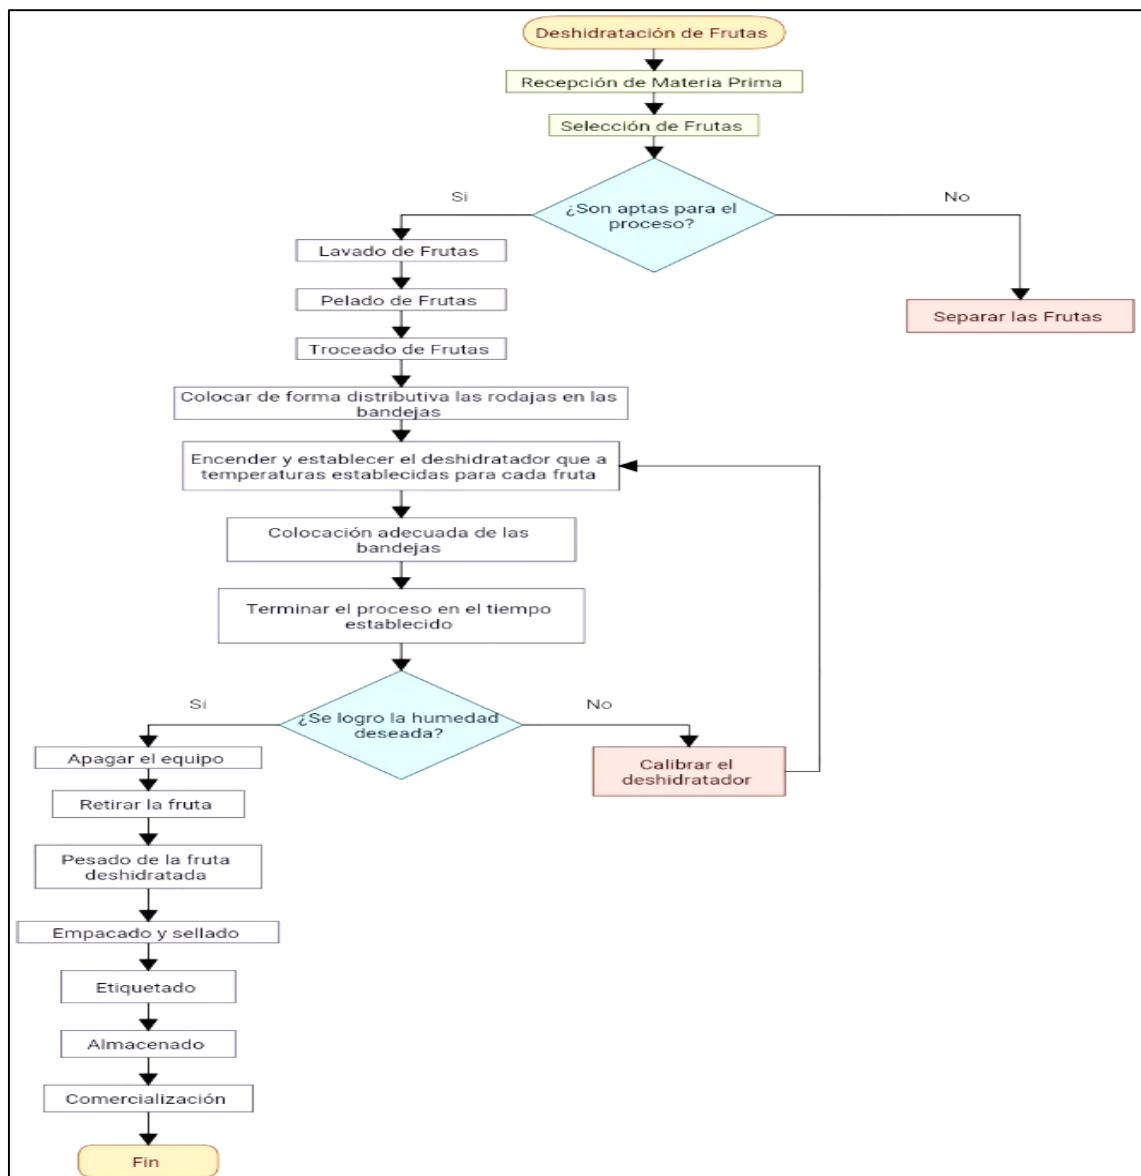 Deshidratación de Frutas
Recepción de Materia Prima
Selección de Frutas
¿Son aptas para el
proceso?
Si
No
Lavado de Frutas
Pelado de Frutas
Troceado de Frutas
Separar las Frutas
Colocar de forma distributiva las rodajas en las
bandejas
Encender y establecer el deshidratador que a
temperaturas establecidas para cada fruta
Colocación adecuada de las
bandejas
Terminar el proceso en el tiempo
establecido
¿Se logro la humedad
deseada?
Si
No
Calibrar el
deshidratador
Apagar el equipo
Retirar la fruta
Pesado de la fruta
deshidratada
Empacado y sellado
Etiquetado
Almacenado
Comercialización
Fin